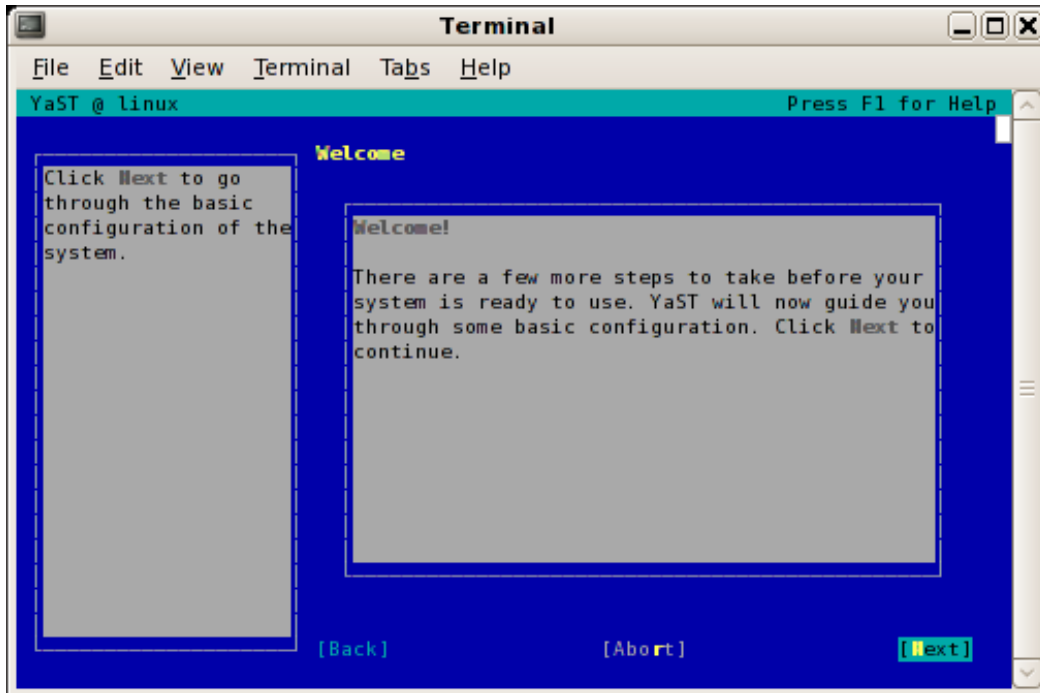 Terminal
File Edit View Terminal Tabs Help
YaST @ linux Press F1 for Help
Welcome
Click Next to go
through the basic
configuration of the
system.
Welcome!
There are a few more steps to take before your
system is ready to use. YaST will now guide you
through some basic configuration. Click Next to
continue.
[Back] [Abort] [Next]